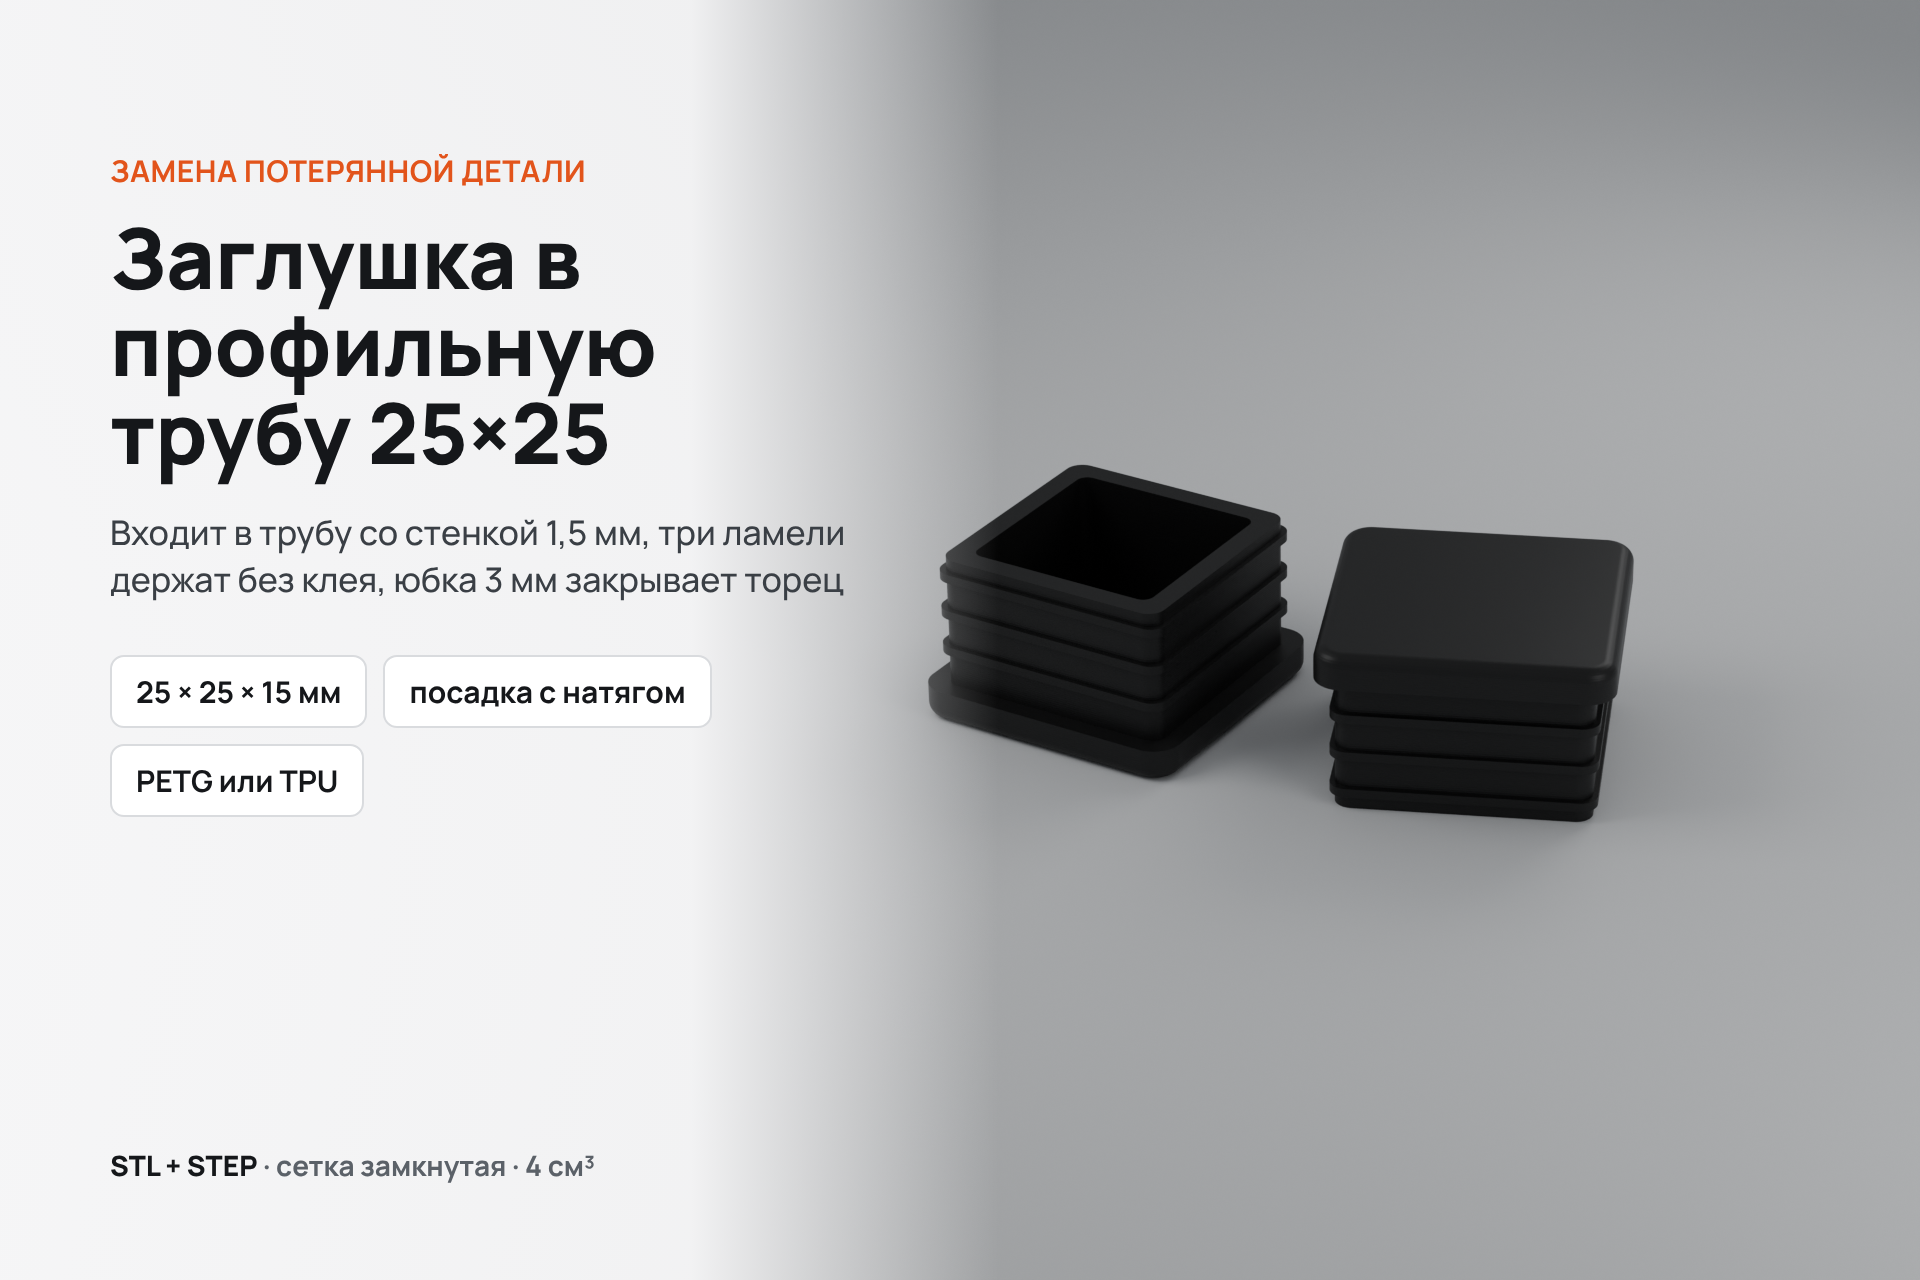 ЗАМЕНА ПОТЕРЯННОЙ ДЕТАЛИ
Заглушка в
профильную
трубу 25×25
Входит в трубу со стенкой 1,5 мм, три ламели
держат без клея, юбка 3 мм закрывает торец
25 × 25 × 15 мм
посадка с натягом
PETG или TPU
STL + STEP · сетка замкнутая · 4 см³